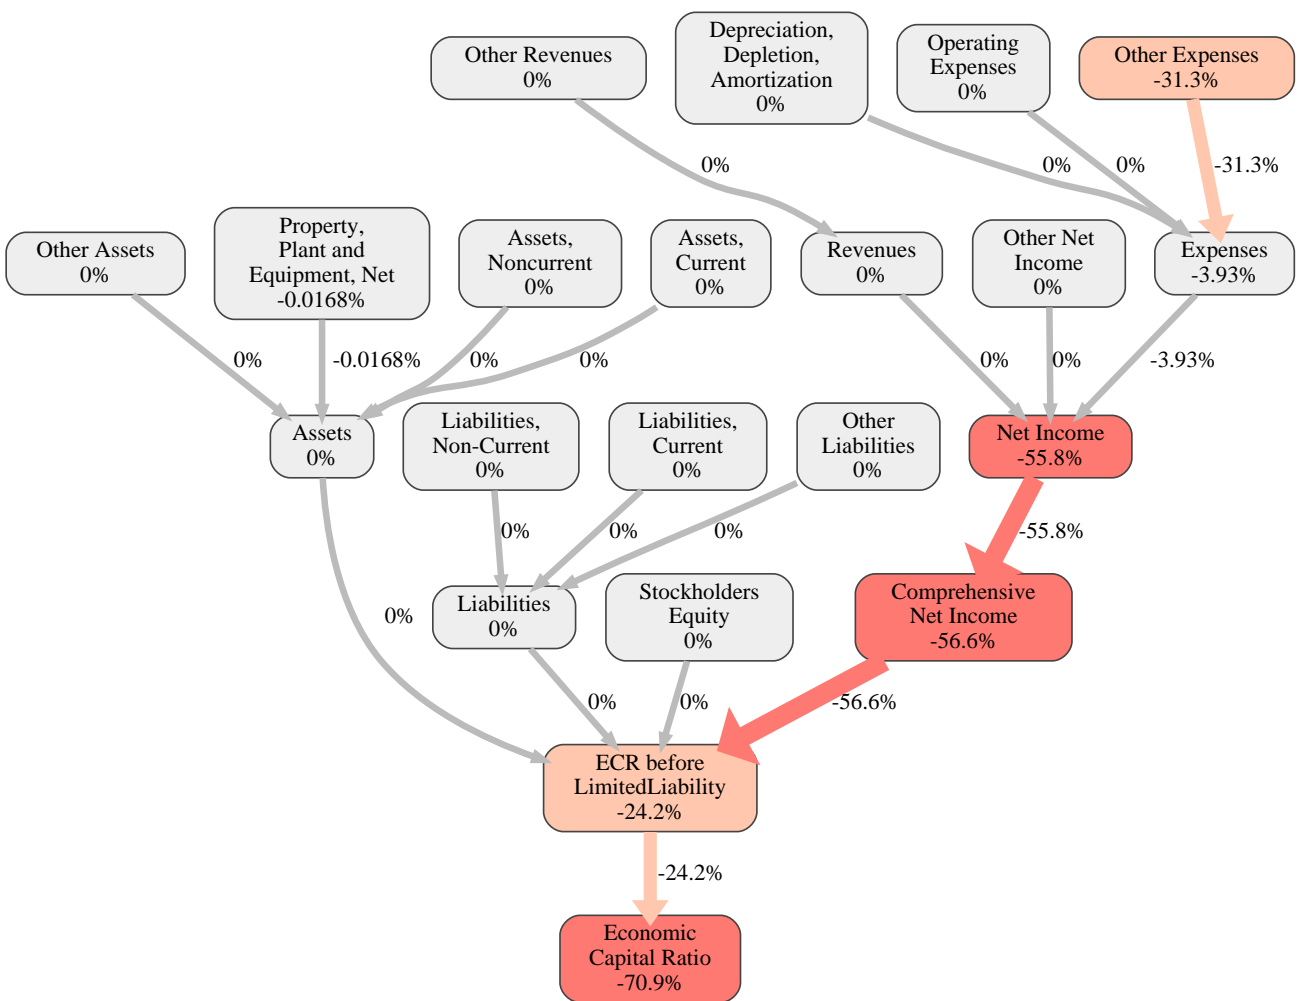 Other Revenues
0%
Depreciation,
Depletion,
Amortization
0%
Operating
Expenses
0%
Other Expenses
-31.3%
0%
0%
0%
-31.3%
Other Assets
0%
Property,
Plant and
Equipment, Net
-0.0168%
Assets,
Noncurrent
0%
Assets,
Current
0%
Revenues
0%
Other Net
Income
0%
Expenses
-3.93%
0%
-0.0168%
0%
0%
0%
0%
-3.93%
Assets
0%
Liabilities,
Non-Current
0%
Liabilities,
Current
0%
Other
Liabilities
0%
Net Income
-55.8%
0%
0%
0%
-55.8%
0%
Liabilities
0%
Stockholders
Equity
0%
Comprehensive
Net Income
-56.6%
0%
0%
-56.6%
ECR before
LimitedLiability
-24.2%
-24.2%
Economic
Capital Ratio
-70.9%